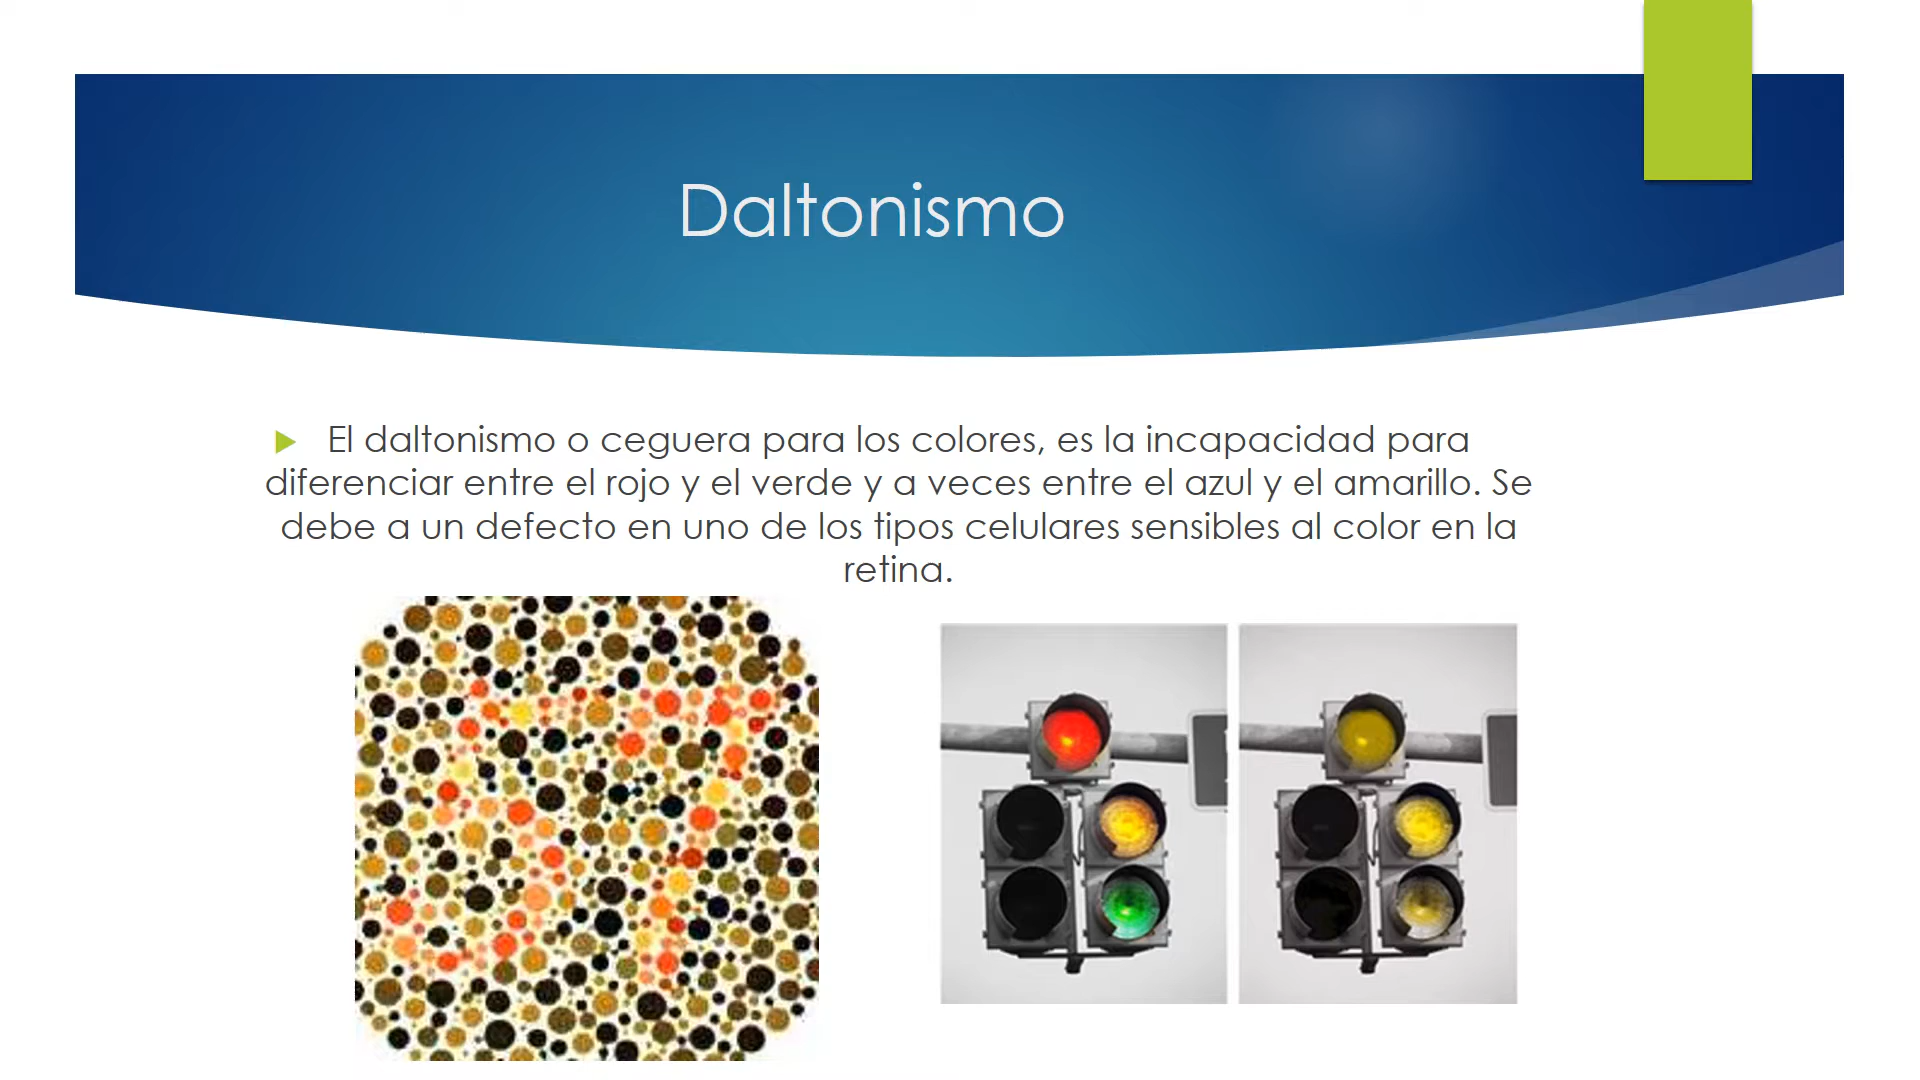 Daltonismo
El daltonismo o ceguera para los colores, es la incapacidad para
diferenciar entre el rojo y el verde y a veces entre el azul y el amarillo. Se
debe a un defecto en uno de los tipos celulares sensibles al color en la
retina.
57